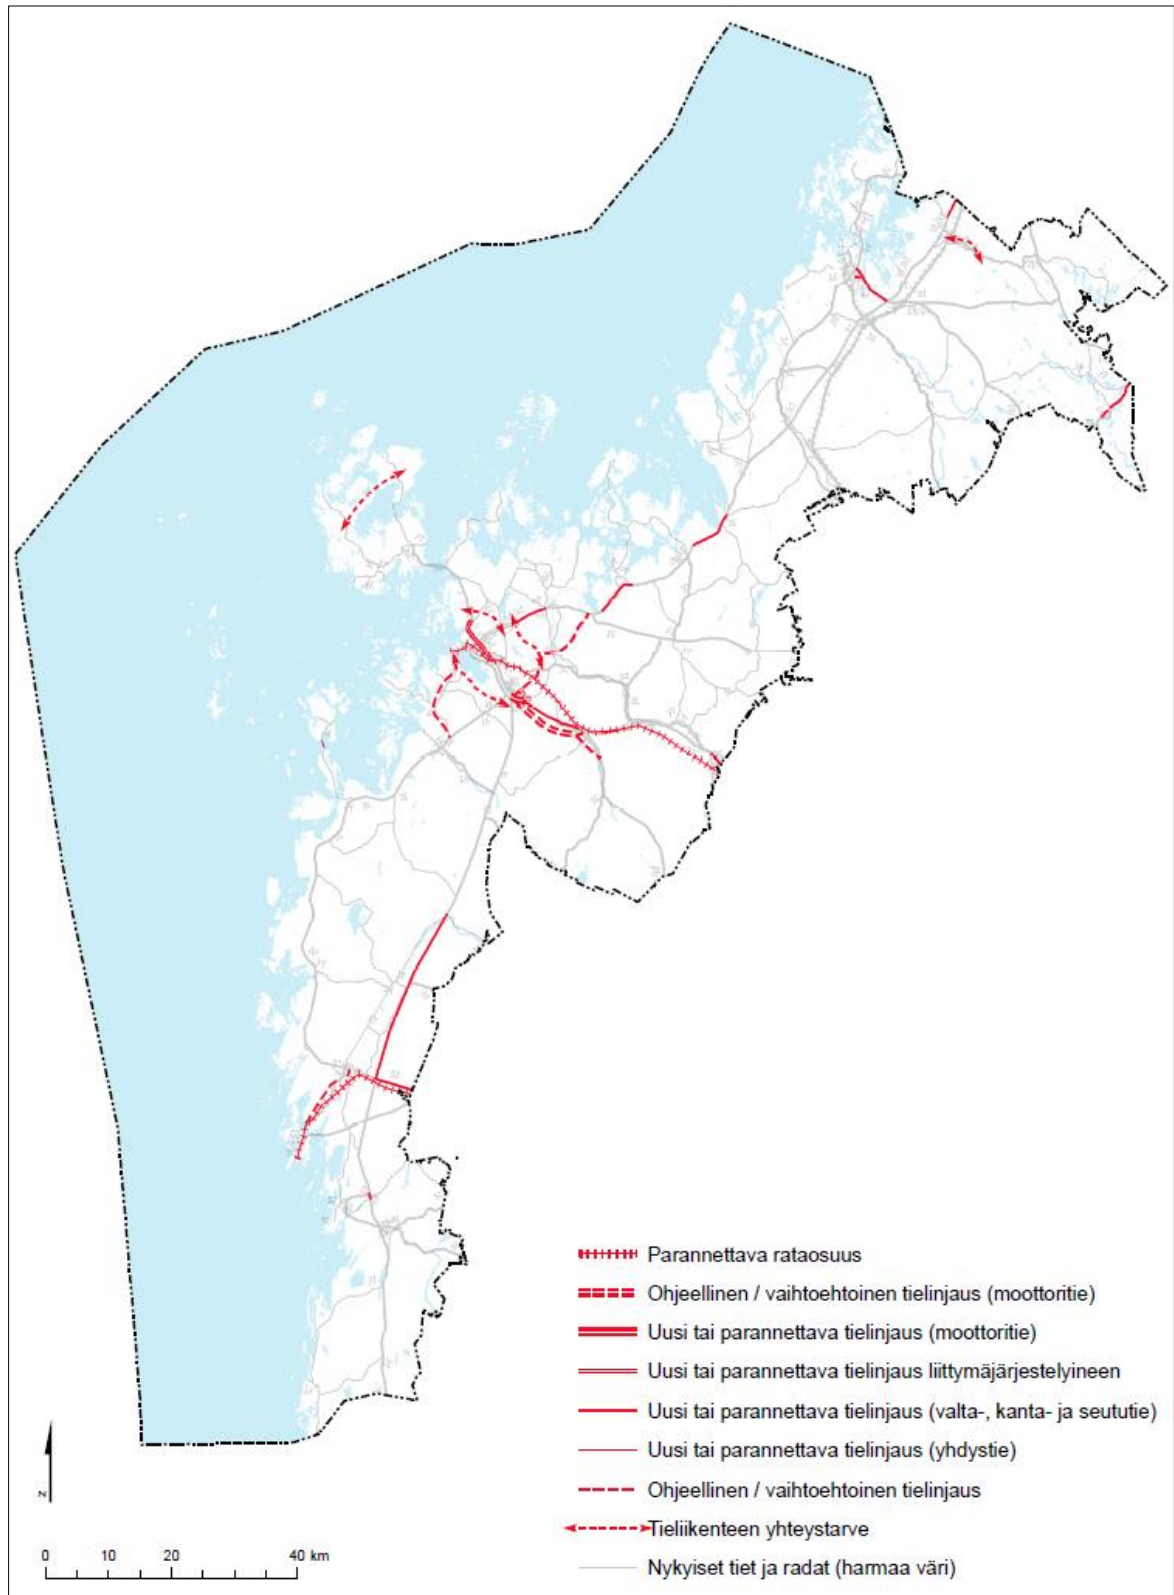 Parannettava rataosuus
Ohjeellinen / vaihtoehtoinen tielinjaus (moottoritie)
Uusi tai parannettava tielinjaus (moottoritie)
Uusi tai parannettava tielinjaus liittymäjärjestelyineen
Uusi tai parannettava tielinjaus (valta-, kanta- ja seututie)
Uusi tai parannettava tielinjaus (yhdystie)
Ohjeellinen / vaihtoehtoinen tielinjaus
Tieliikenteen yhteystarve
Nykyiset tiet ja radat (harmaa väri)
N
0 10 20 40 km